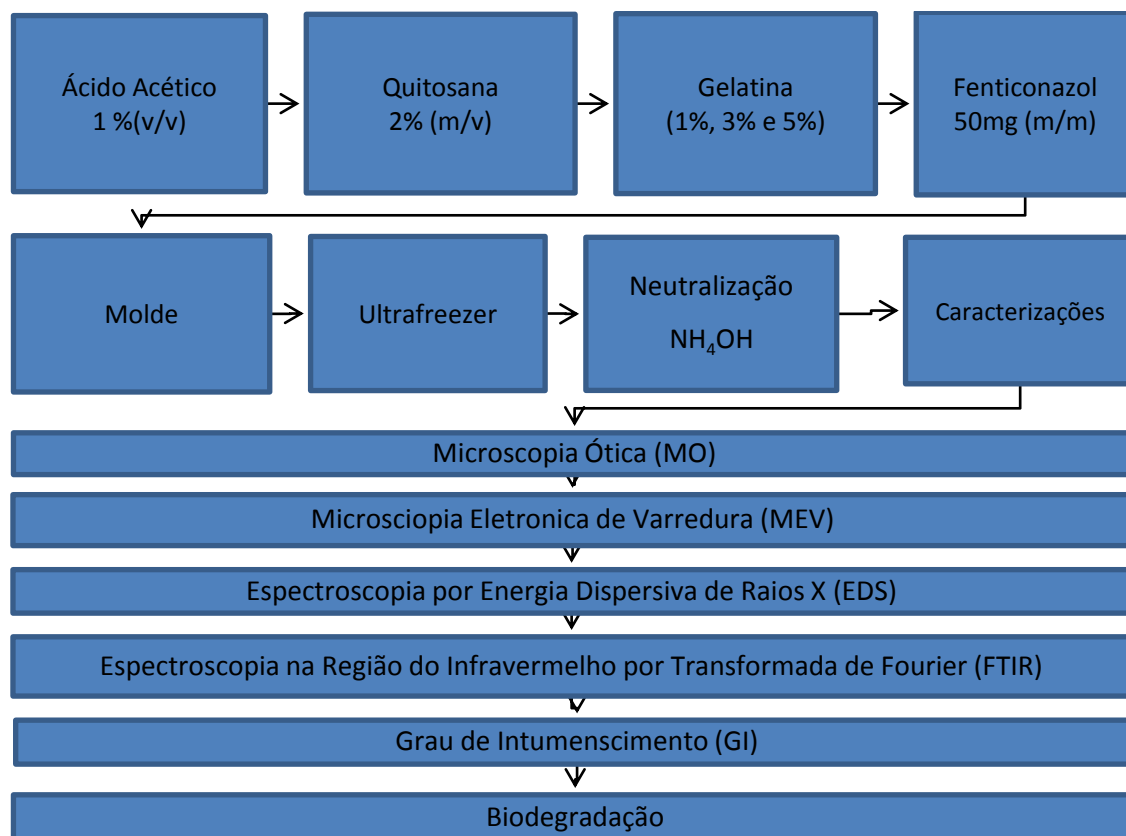 Ácido Acético
1 %(v/v)
Quitosana
2% (m/v)
Gelatina
(1%, 3% e 5%)
Fenticonazol
50mg (m/m)
Molde
Ultrafreezer
Neutralização
NH₄OH
Caracterizações
Microscopia Ótica (MO)
Microsciopia Eletronica de Varredura (MEV)
Espectroscopia por Energia Dispersiva de Raios X (EDS)
Espectroscopia na Região do Infravermelho por Transformada de Fourier (FTIR)
Grau de Intumenscimento (GI)
Biodegradação